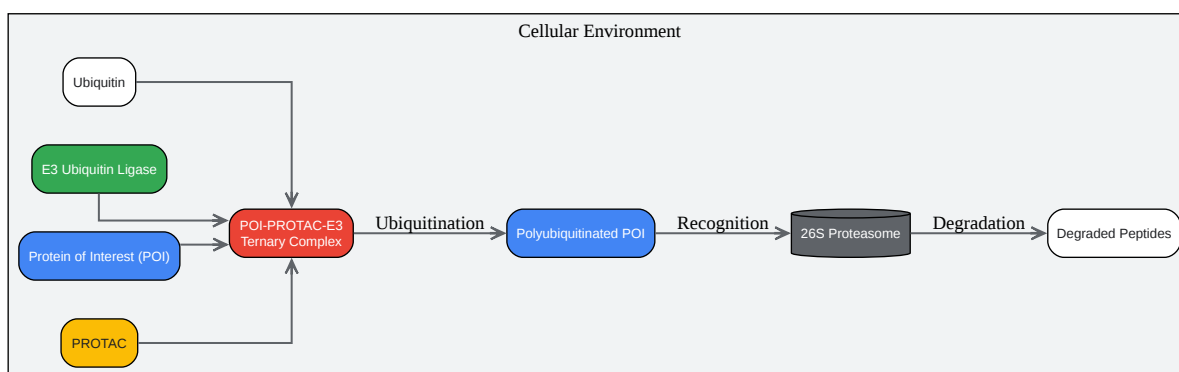 Cellular Environment
Ubiquitin
E3 Ubiquitin Ligase
Protein of Interest (POI)
PROTAC
POI-PROTAC-E3
Ternary Complex
Ubiquitination
Polyubiquitinated POI
Recognition
26S Proteasome
Degradation
Degraded Peptides